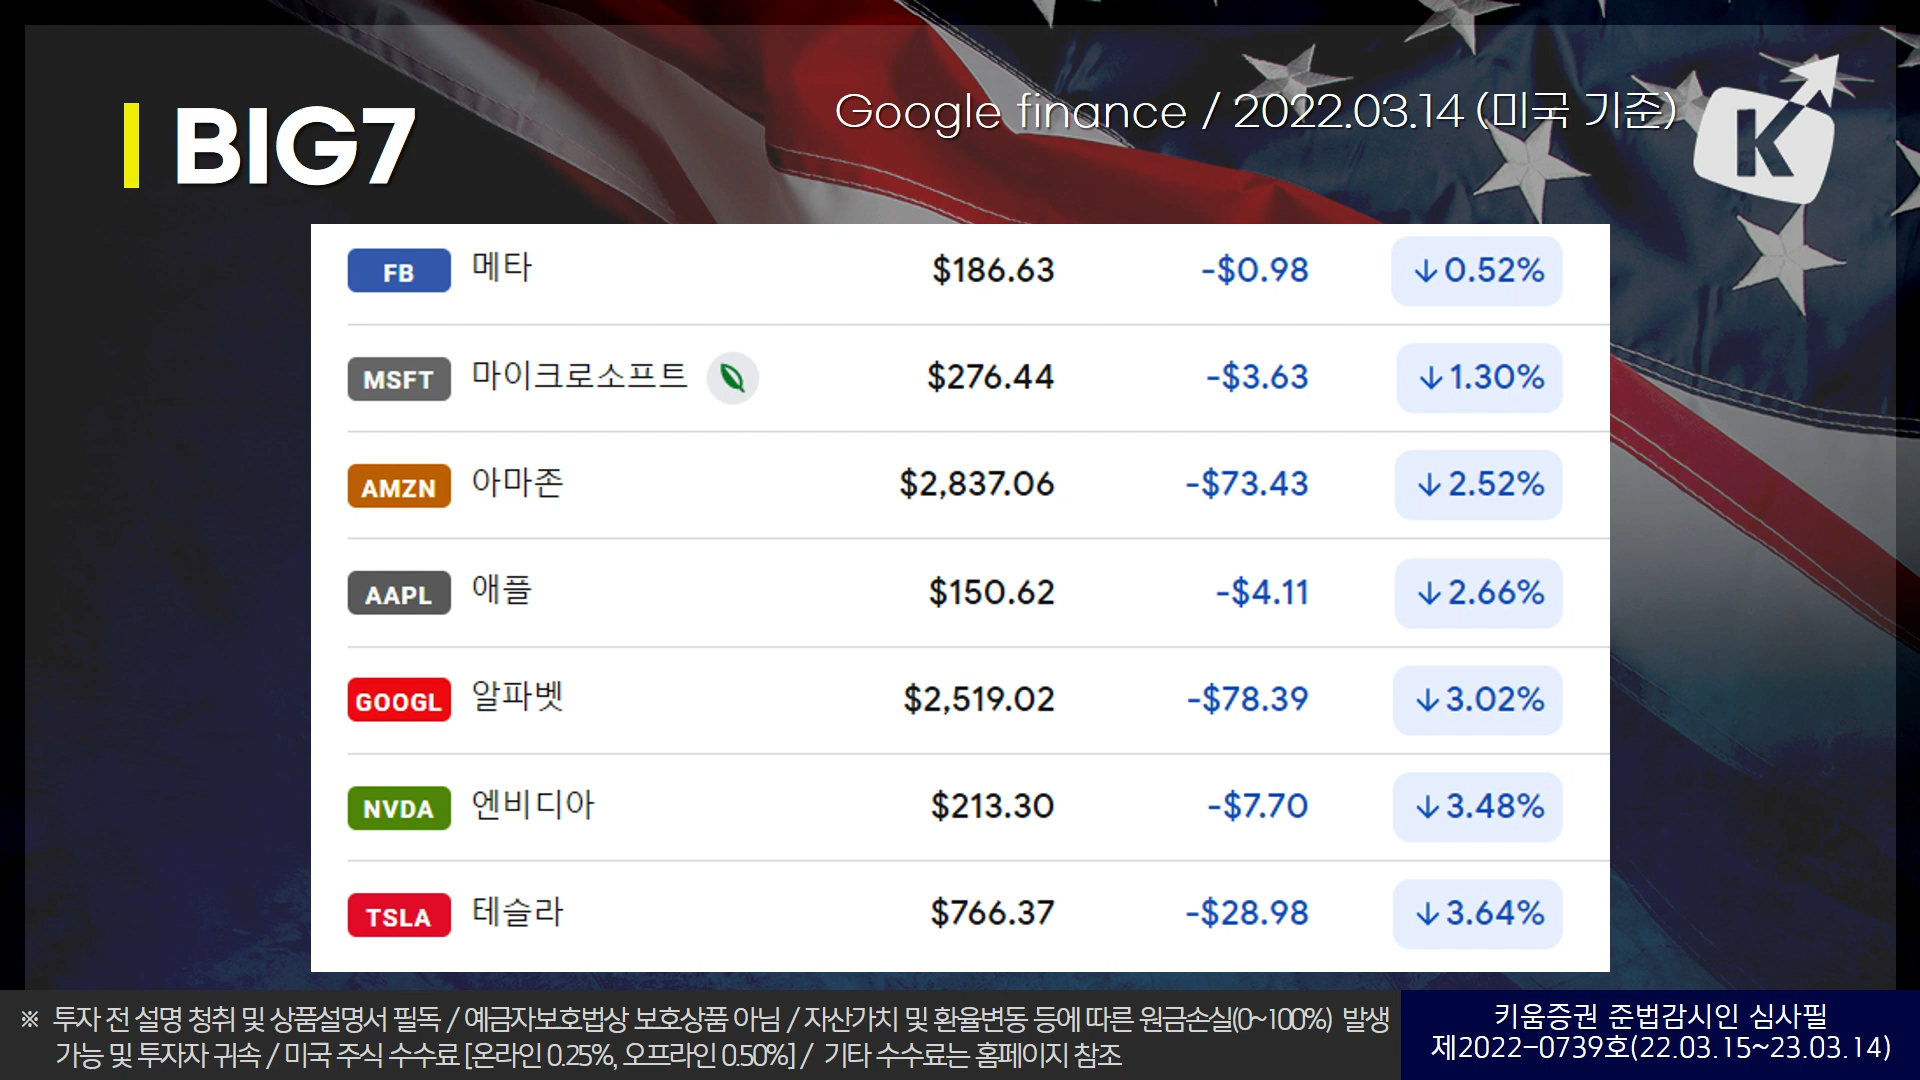 BIG7
Google finance / 2022.03.14 (미국 기준)
K
FB 메타 $186.63 -$0.98 ↓0.52%
MSFT 마이크로소프트 $276.44 -$3.63 ↓1.30%
AMZN 아마존 $2,837.06 -$73.43 ↓2.52%
AAPL 애플 $150.62 -$4.11 ↓2.66%
GOOGL 알파벳 $2,519.02 -$78.39 ↓3.02%
NVDA 엔비디아 $213.30 -$7.70 ↓3.48%
TSLA 테슬라 $766.37 -$28.98 ↓3.64%
※ 투자 전 설명 청취 및 상품설명서 필독 / 예금자보호법상 보호상품 아님 / 자산가치 및 환율변동 등에 따른 원금손실(0~100%) 발생
가능 및 투자자 귀속 / 미국 주식 수수료 [온라인 0.25%, 오프라인 0.50%] / 기타 수수료는 홈페이지 참조
키움증권 준법감시인 심사필
제2022-0739호(22.03.15~23.03.14)